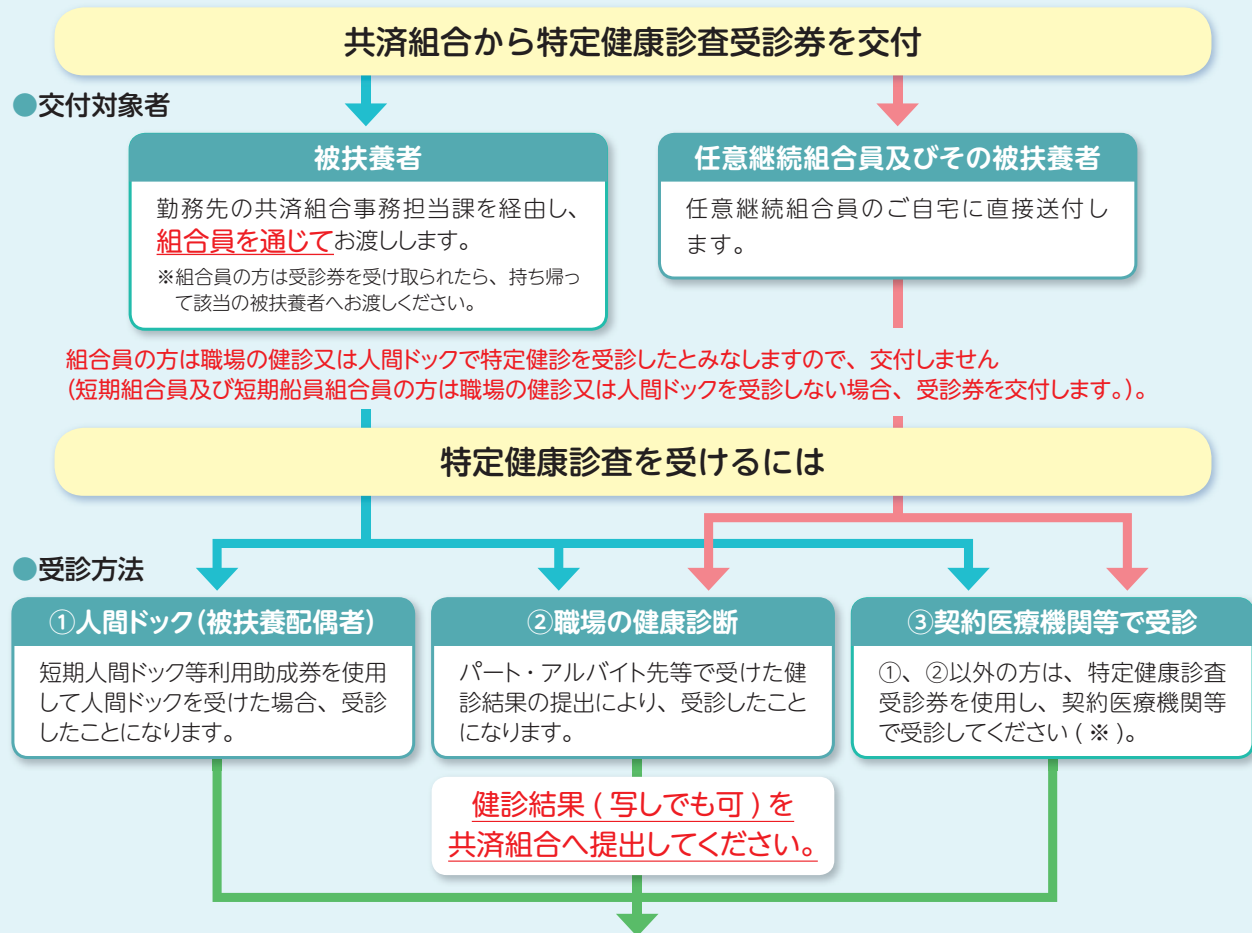 共済組合から特定健康診査受診券を交付
●交付対象者
被扶養者
勤務先の共済組合事務担当課を経由し、
組合員を通じてお渡しします。
※組合員の方は受診券を受け取られたら、持ち帰っ
て該当の被扶養者へお渡しください。
任意継続組合員及びその被扶養者
任意継続組合員のご自宅に直接送付し
ます。
組合員の方は職場の健診又は人間ドックで特定健診を受診したとみなしますので、交付しません
(短期組合員及び短期船員組合員の方は職場の健診又は人間ドックを受診しない場合、受診券を交付します。)。
特定健康診査を受けるには
●受診方法
①人間ドック(被扶養配偶者)
短期人間ドック等利用助成券を使用
して人間ドックを受けた場合、受診
したことになります。
②職場の健康診断
パート・アルバイト先等で受けた健
診結果の提出により、受診したこと
になります。
健診結果(写しでも可)を
共済組合へ提出してください。
③契約医療機関等で受診
①、②以外の方は、特定健康診査
受診券を使用し、契約医療機関等
で受診してください(※)。